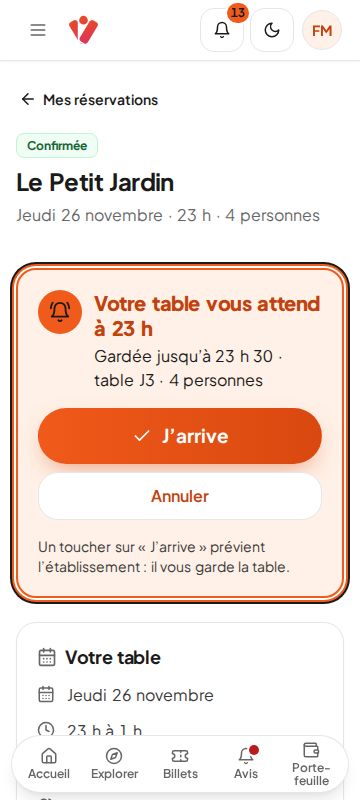 13
FM
Mes réservations
Confirmée
Le Petit Jardin
Jeudi 26 novembre · 23 h · 4 personnes
Votre table vous attend
à 23 h
Gardée jusqu’à 23 h 30 ·
table J3 · 4 personnes
J’arrive
Annuler
Un toucher sur « J’arrive » prévient
l’établissement : il vous garde la table.
Votre table
Jeudi 26 novembre
23 h à 1 h
Accueil
Explorer
Billets
Avis
Porte-
feuille